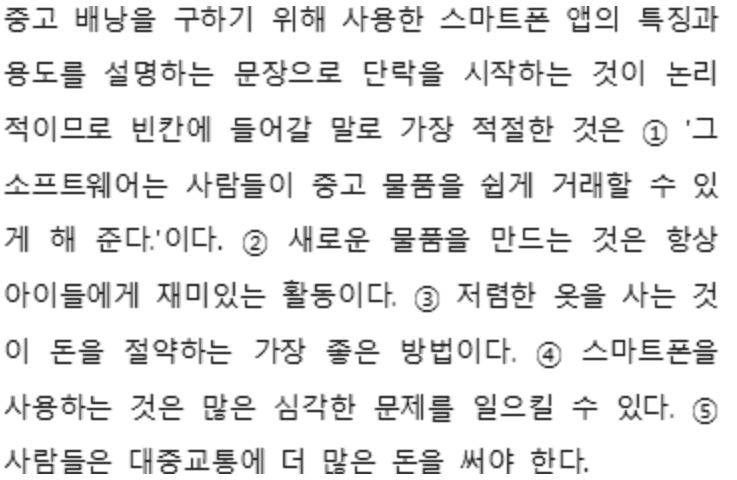 중고 배낭을 구하기 위해 사용한 스마트폰 앱의 특징과
용도를 설명하는 문장으로 단락을 시작하는 것이 논리
적이므로 빈칸에 들어갈 말로 가장 적절한 것은 ① '그
소프트웨어는 사람들이 중고 물품을 쉽게 거래할 수 있
게 해 준다.'이다. ② 새로운 물품을 만드는 것은 항상
아이들에게 재미있는 활동이다. ③ 저렴한 옷을 사는 것
이 돈을 절약하는 가장 좋은 방법이다. ④ 스마트폰을
사용하는 것은 많은 심각한 문제를 일으킬 수 있다. ⑤
사람들은 대중교통에 더 많은 돈을 써야 한다.